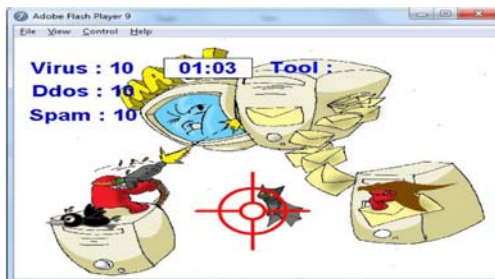 Adobe Flash Player 9
File View Control Help
Virus : 10
01:03
Tool :
Ddos : 10
Spam : 10